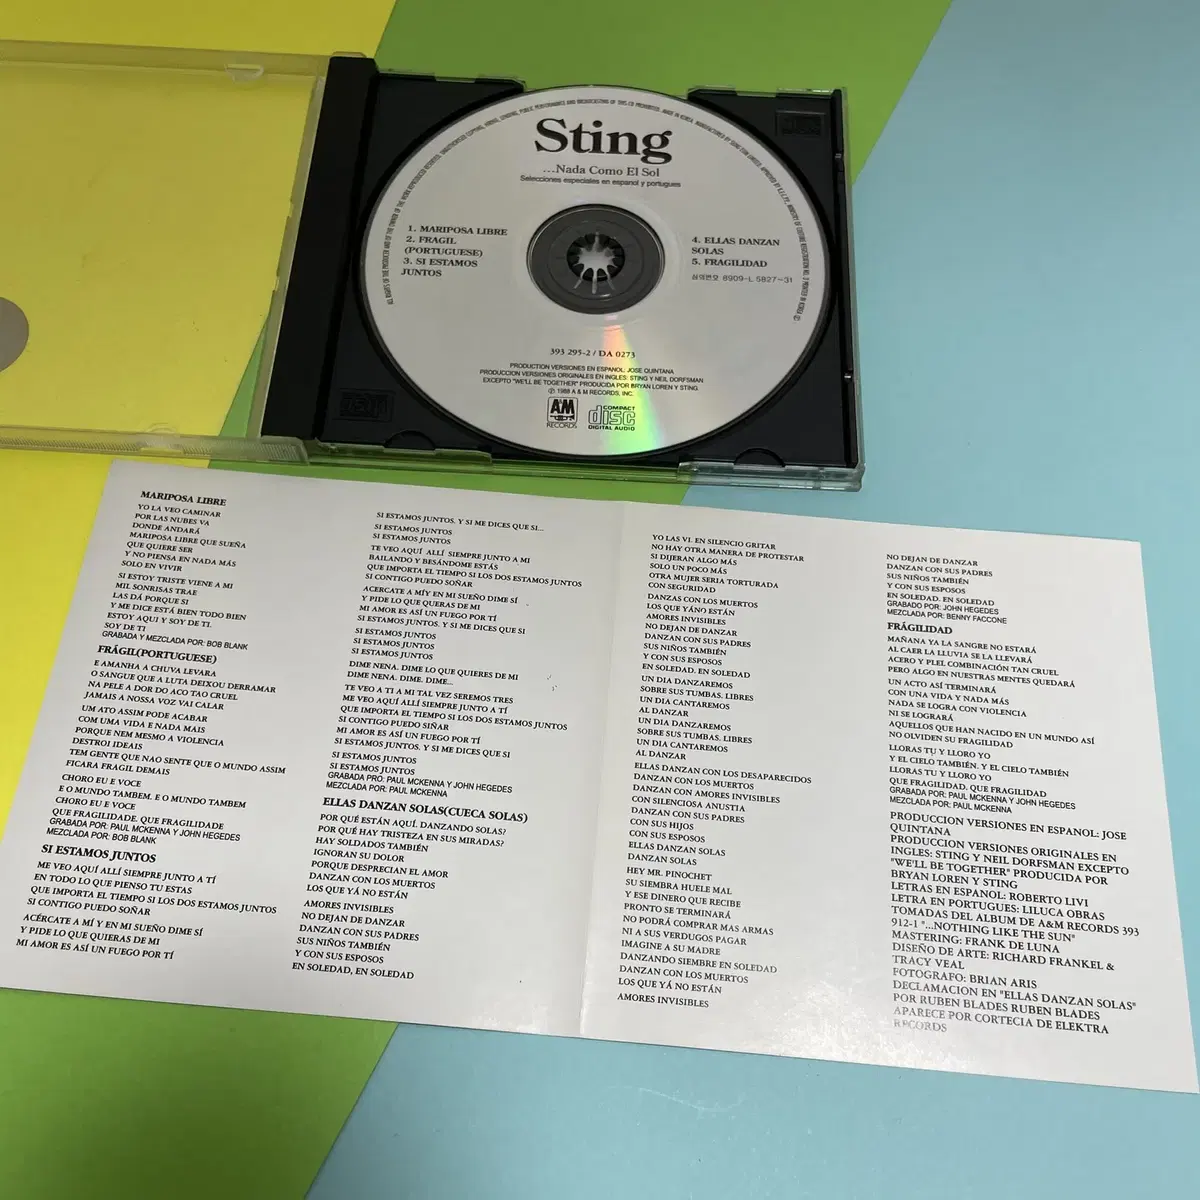 Sting
...Nada Como El Sol
Selecciones especiales en espanol y portugues
1. MARIPOSA LIBRE
2. FRAGIL
(PORTUGUESE)
3. SI ESTAMOS
JUNTOS
4. ELLAS DANZAN
SOLAS
5. FRAGILIDAD
심의번호 8909-L 5827-31
393 295-2 / DA 0273
PRODUCTION VERSIONES EN ESPANOL: JOSE QUINTANA
PRODUCCION VERSIONES ORIGINALES EN INGLES: STING Y NEIL DORFSMAN
EXCEPTO "WE'LL BE TOGETHER" PRODUCIDA POR BRYAN LOREN Y STING
℗ 1988 A & M RECORDS, INC.
A&M
RECORDS
COMPACT
disc
DIGITAL AUDIO
MARIPOSA LIBRE
YO LA VEO CAMINAR
POR LAS NUBES VA
DONDE ANDARÁ
MARIPOSA LIBRE QUE SUEÑA
QUE QUIERE SER
Y NO PIENSA EN NADA MÁS
SOLO EN VIVIR
SI ESTOY TRISTE VIENE A MI
MIL SONRISAS TRAE
LAS DÁ PORQUE SI
Y ME DICE ESTÁ BIEN TODO BIEN
ESTOY AQUI Y SOY DE TI.
SOY DE TI
GRABADA Y MEZCLADA POR: BOB BLANK
FRÁGIL(PORTUGUESE)
E AMANHA A CHUVA LEVARA
O SANGUE QUE A LUTA DEIXOU DERRAMAR
NA PELE A DOR DO ACO TAO CRUEL
JAMAIS A NOSSA VOZ VAI CALAR
UM ATO ASSIM PODE ACABAR
COM UMA VIDA E NADA MAIS
PORQUE NEM MESMO A VIOLENCIA
DESTROI IDEAIS
TEM GENTE QUE NAO SENTE QUE O MUNDO ASSIM
FICARA FRAGIL DEMAIS
CHORO EU E VOCE
E O MUNDO TAMBEM. E O MUNDO TAMBEM
CHORO EU E VOCE
QUE FRAGILIDADE. QUE FRAGILIDADE
GRABADA POR: PAUL MCKENNA Y JOHN HEGEDES
MEZCLADA POR: BOB BLANK
SI ESTAMOS JUNTOS
ME VEO AQUÍ ALLÍ SIEMPRE JUNTO A TÍ
EN TODO LO QUE PIENSO TU ESTAS
QUE IMPORTA EL TIEMPO SI LOS DOS ESTAMOS JUNTOS
SI CONTIGO PUEDO SOÑAR
ACÉRCATE A MÍ Y EN MI SUEÑO DIME SÍ
Y PIDE LO QUE QUIERAS DE MI
MI AMOR ES ASÍ UN FUEGO POR TÍ
SI ESTAMOS JUNTOS. Y SI ME DICES QUE SI...
SI ESTAMOS JUNTOS
SI ESTAMOS JUNTOS
TE VEO AQUÍ ALLÍ SIEMPRE JUNTO A MI
BAILANDO Y BESÁNDOME ESTÁS
QUE IMPORTA EL TIEMPO SI LOS DOS ESTAMOS JUNTOS
SI CONTIGO PUEDO SOÑAR
ACERCATE A MÍY EN MI SUEÑO DIME SÍ
Y PIDE LO QUE QUERAS DE MI
MI AMOR ES ASI UN FUEGO POR TÍ
SI ESTAMOS JUNTOS. Y SI ME DICES QUE SI
SI ESTAMOS JUNTOS
SI ESTAMOS JUNTOS
SI ESTAMOS JUNTOS
DIME NENA. DIME LO QUE QUIERES DE MI
DIME NENA. DIME. DIME...
TE VEO A TI A MI TAL VEZ SEREMOS TRES
ME VEO AQUÍ ALLÍ SIEMPRE JUNTO A TÍ
QUE IMPORTA EL TIEMPO SI LOS DOS ESTAMOS JUNTOS
SI CONTIGO PUEDO SIÑAR
MI AMOR ES ASI UN FUEGO POR TÍ
SI ESTAMOS JUNTOS. Y SI ME DICES QUE SI
SI ESTAMOS JUNTOS
SI ESTAMOS JUNTOS
GRABADA PRO: PAUL MCKENNA Y JOHN HEGEDES
MEZCLADA POR: PAUL MCKENNA
ELLAS DANZAN SOLAS(CUECA SOLAS)
POR QUÉ ESTÁN AQUÍ. DANZANDO SOLAS?
POR QUÉ HAY TRISTEZA EN SUS MIRADAS?
HAY SOLDADOS TAMBIÉN
IGNORAN SU DOLOR
PORQUE DESPRECIAN EL AMOR
DANZAN CON LOS MUERTOS
LOS QUE YÁ NO ESTÁN
AMORES INVISIBLES
NO DEJAN DE DANZAR
DANZAN CON SUS PADRES
SUS NIÑOS TAMBIÉN
Y CON SUS ESPOSOS
EN SOLEDAD, EN SOLEDAD
YO LAS VI. EN SILENCIO GRITAR
NO HAY OTRA MANERA DE PROTESTAR
SI DIJERAN ALGO MÁS
SOLO UN POCO MÁS
OTRA MUJER SERIA TORTURADA
CON SEGURIDAD
DANZAS CON LOS MUERTOS
LOS QUE YÁNO ESTÁN
AMORES INVISIBLES
NO DEJAN DE DANZAR
DANZAN CON SUS PADRES
SUS NIÑOS TAMBIÉN
Y CON SUS ESPOSOS
EN SOLEDAD. EN SOLEDAD
UN DIA DANZAREMOS
SOBRE SUS TUMBAS. LIBRES
UN DIA CANTAREMOS
AL DANZAR
UN DIA DANZAREMOS
SOBRE SUS TUMBAS. LIBRES
UN DIA CANTAREMOS
AL DANZAR
ELLAS DANZAN CON LOS DESAPARECIDOS
DANZAN CON LOS MUERTOS
DANZAN CON AMORES INVISIBLES
CON SILENCIOSA ANUSTIA
DANZAN CON SUS PADRES
CON SUS HIJOS
CON SUS ESPOSOS
ELLAS DANZAN SOLAS
DANZAN SOLAS
HEY MR. PINOCHET
SU SIEMBRA HUELE MAL
Y ESE DINERO QUE RECIBE
PRONTO SE TERMINARÁ
NO PODRÁ COMPRAR MAS ARMAS
NI A SUS VERDUGOS PAGAR
IMAGINE A SU MADRE
DANZANDO SIEMBRE EN SOLEDAD
DANZAN CON LOS MUERTOS
LOS QUE YÁ NO ESTÁN
AMORES INVISIBLES
NO DEJAN DE DANZAR
DANZAN CON SUS PADRES
SUS NIÑOS TAMBIÉN
Y CON SUS ESPOSOS
EN SOLEDAD. EN SOLEDAD
GRABADO POR: JOHN HEGEDES
MEZCLADA POR: BENNY FACCONE
FRÁGILIDAD
MAÑANA YA LA SANGRE NO ESTARÁ
AL CAER LA LLUVIA SE LA LLEVARÁ
ACERO Y PLEL COMBINACIÓN TAN CRUEL
PERO ALGO EN NUESTRAS MENTES QUEDARÁ
UN ACTO ASÍ TERMINARÁ
CON UNA VIDA Y NADA MÁS
NADA SE LOGRA CON VIOLENCIA
NI SE LOGRARÁ
AQUELLOS QUE HAN NACIDO EN UN MUNDO ASÍ
NO OLVIDEN SU FRAGILIDAD
LLORAS TU Y LLORO YO
Y EL CIELO TAMBIÉN. Y EL CIELO TAMBIÉN
LLORAS TU Y LLORO YO
QUE FRAGILIDAD. QUE FRAGILIDAD
GRABADA POR: PAUL MCKENNA Y JOHN HEGEDES
MEZCLADA POR: PAUL MCKENNA
PRODUCCION VERSIONES EN ESPANOL: JOSE
QUINTANA
PRODUCCION VERSIONES ORIGINALES EN
INGLES: STING Y NEIL DORFSMAN EXCEPTO
"WE'LL BE TOGETHER" PRODUCIDA POR
BRYAN LOREN Y STING
LETRAS EN ESPANOL: ROBERTO LIVI
LETRA EN PORTUGUES: LILUCA OBRAS
TOMADAS DEL ALBUM DE A&M RECORDS 393
912-1 "...NOTHING LIKE THE SUN"
MASTERING: FRANK DE LUNA
DISEÑO DE ARTE: RICHARD FRANKEL &
TRACY VEAL
FOTOGRAFO: BRIAN ARIS
DECLAMACION EN "ELLAS DANZAN SOLAS"
POR RUBEN BLADES RUBEN BLADES
APARECE POR CORTECIA DE ELEKTRA
RECORDS